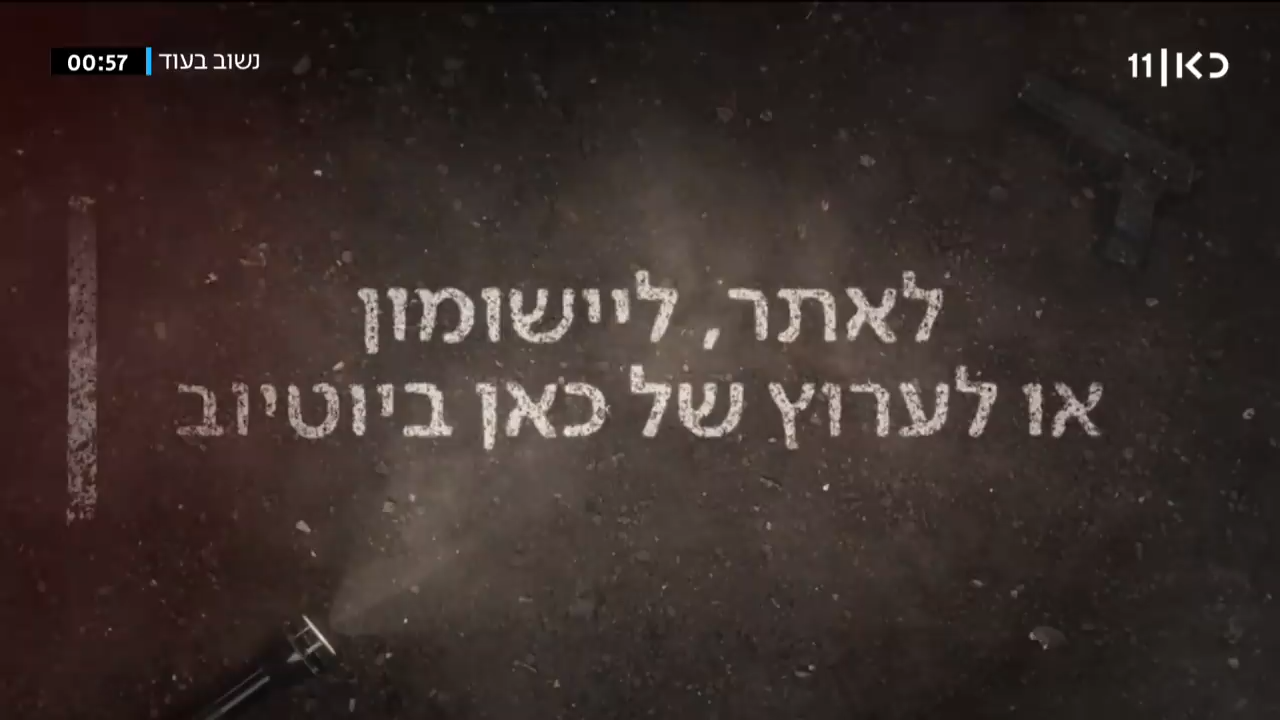 נשוב בעוד 00:57
כאן 11
לאתר, ליישומון
או לערוץ של כאן ביוטיוב